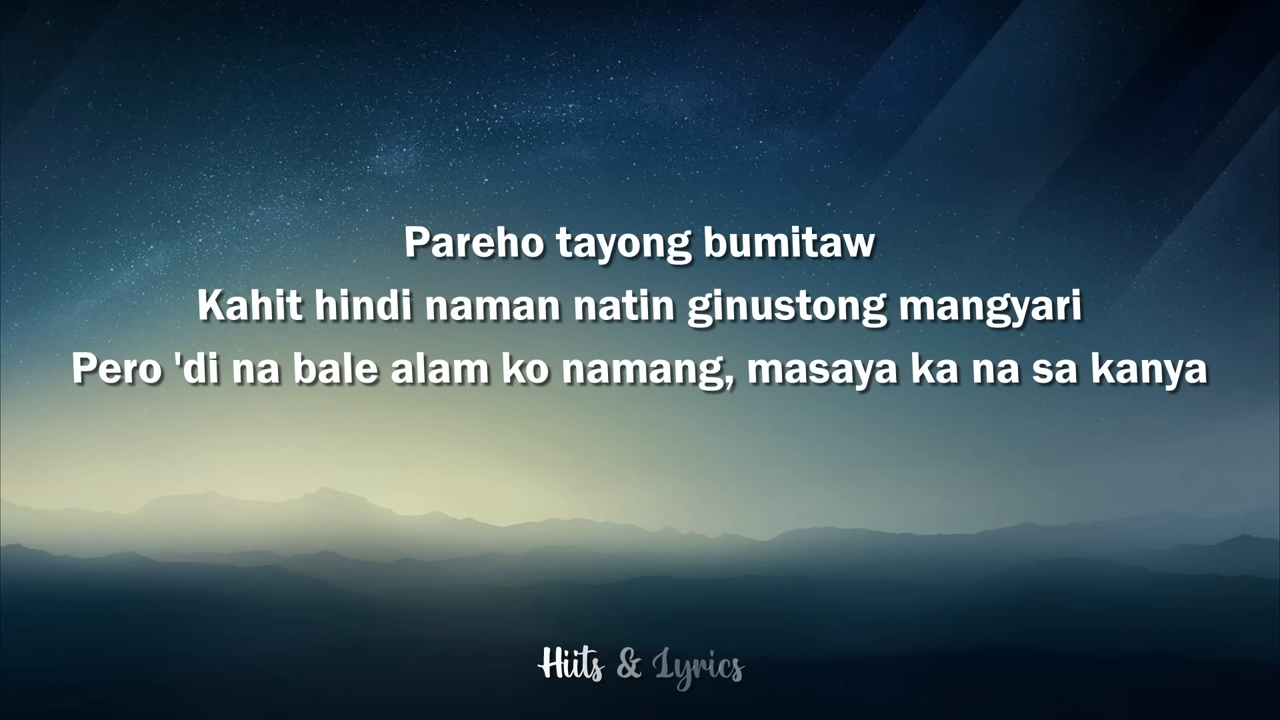 Pareho tayong bumitaw
Kahit hindi naman natin ginustong mangyari
Pero 'di na bale alam ko namang, masaya ka na sa kanya
Hiits & Lyrics